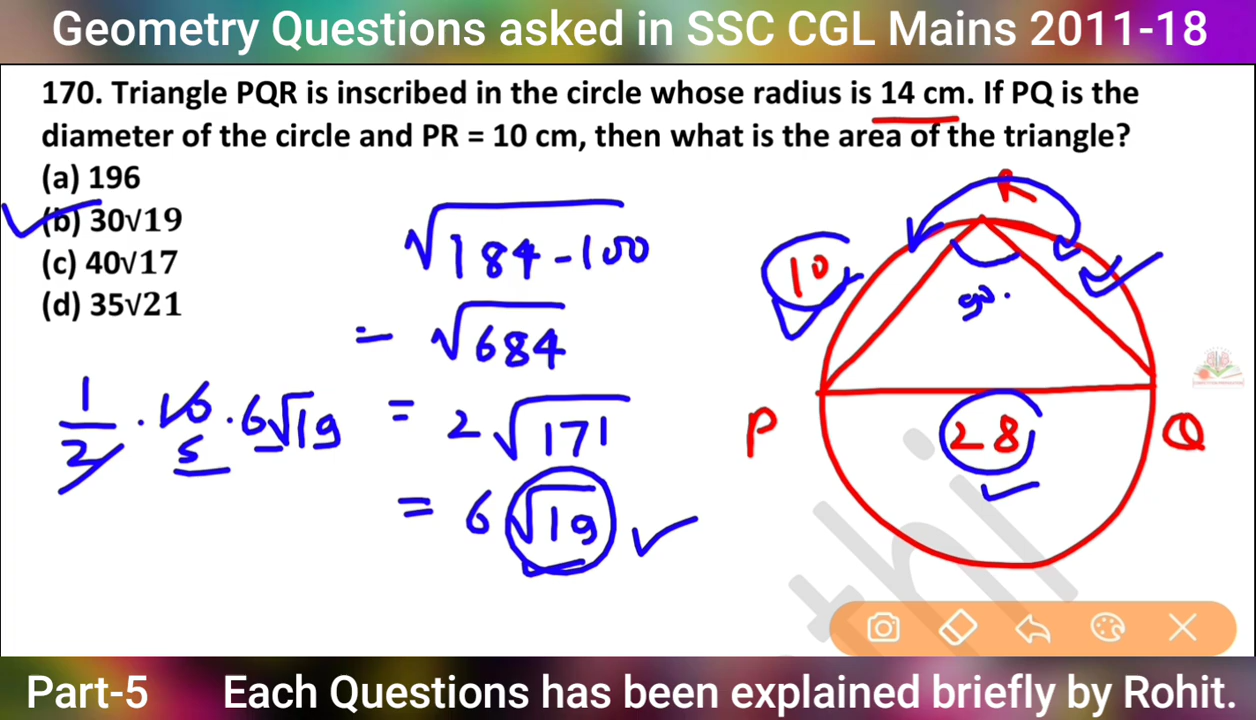 Geometry Questions asked in SSC CGL Mains 2011-18
170. Triangle PQR is inscribed in the circle whose radius is 14 cm. If PQ is the
diameter of the circle and PR = 10 cm, then what is the area of the triangle?
(a) 196
(b) 30√19
(c) 40√17
(d) 35√21
√184-100
= √684
= 2√171
= 6√19
1/2 · 10 · 6√19
5
10
90°
28
P
Q
thi
Part-5 Each Questions has been explained briefly by Rohit.